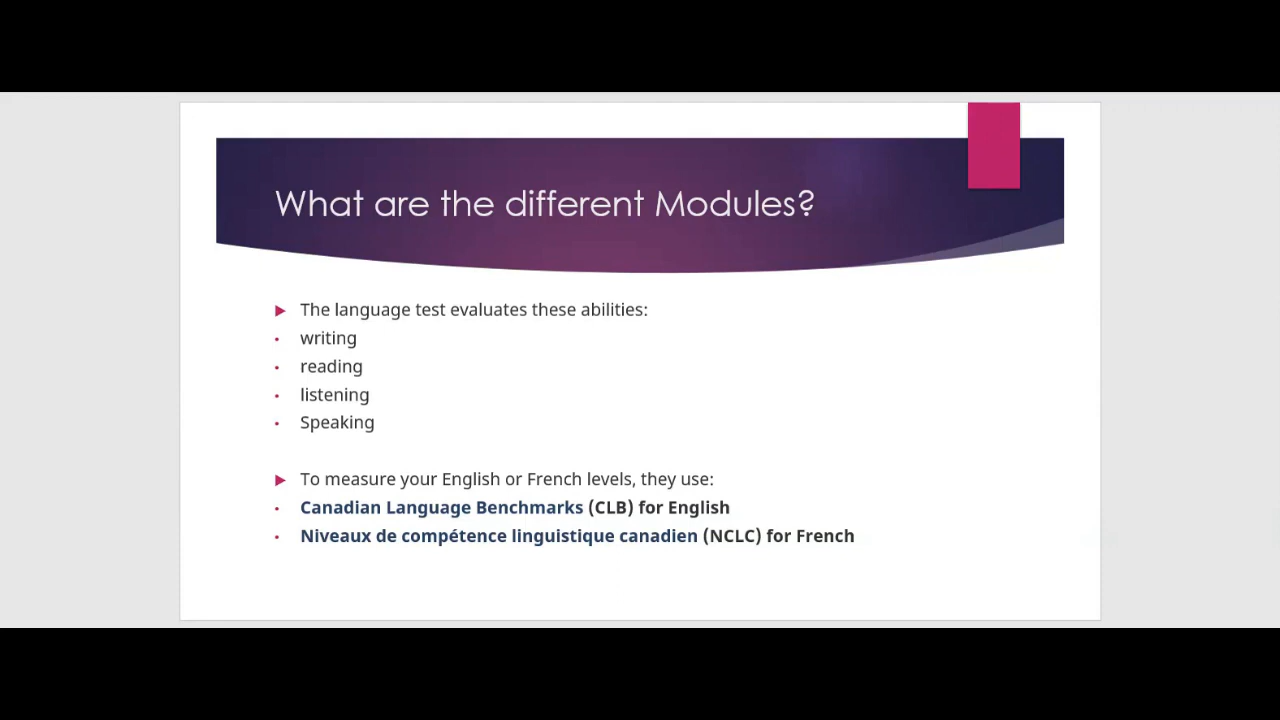 What are the different Modules?
The language test evaluates these abilities:
writing
reading
listening
Speaking
To measure your English or French levels, they use:
Canadian Language Benchmarks (CLB) for English
Niveaux de compétence linguistique canadien (NCLC) for French